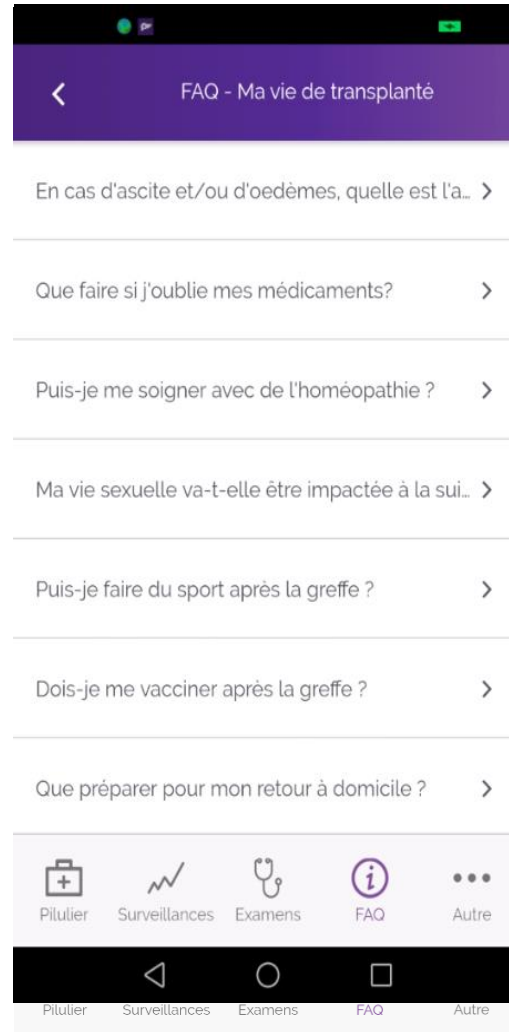 FAQ - Ma vie de transplanté
En cas d'ascite et/ou d'oedèmes, quelle est l'a...
Que faire si j'oublie mes médicaments?
Puis-je me soigner avec de l'homéopathie ?
Ma vie sexuelle va-t-elle être impactée à la sui...
Puis-je faire du sport après la greffe ?
Dois-je me vacciner après la greffe ?
Que préparer pour mon retour à domicile ?
Pilulier Surveillances Examens FAQ Autre
Pilulier Surveillances Examens FAQ Autre